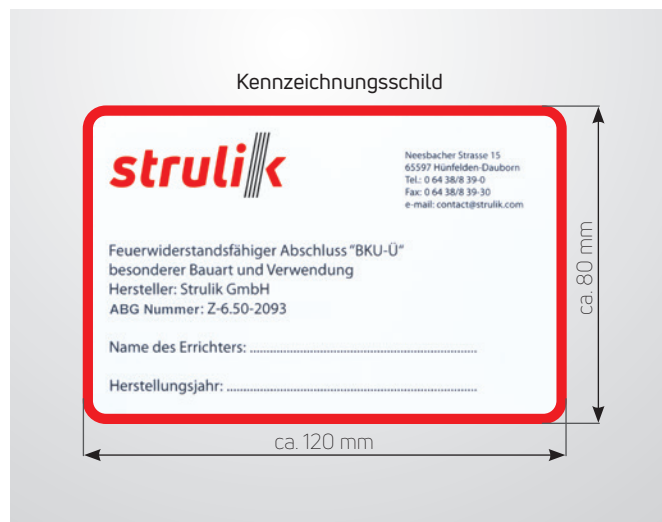 Kennzeichnungsschild
strulik
Neesbacher Strasse 15
65597 Hünfelden-Dauborn
Tel.: 0 64 38/8 39-0
Fax: 0 64 38/8 39-30
e-mail: contact@strulik.com
Feuerwiderstandsfähiger Abschluss "BKU-Ü"
besonderer Bauart und Verwendung
Hersteller: Strulik GmbH
ABG Nummer: Z-6.50-2093
Name des Errichters: ................................................................
Herstellungsjahr: ................................................................
ca. 80 mm
ca. 120 mm